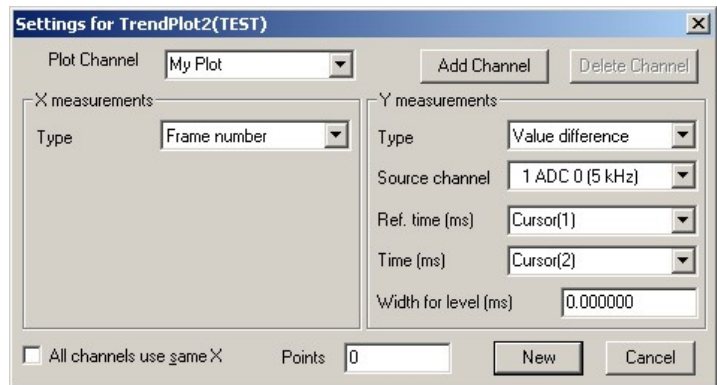 Settings for TrendPlot2(TEST)
Plot Channel My Plot Add Channel Delete Channel
X measurements
Type Frame number
Y measurements
Type Value difference
Source channel 1 ADC 0 (5 kHz)
Ref. time (ms) Cursor(1)
Time (ms) Cursor(2)
Width for level (ms) 0.000000
All channels use same X Points 0 New Cancel